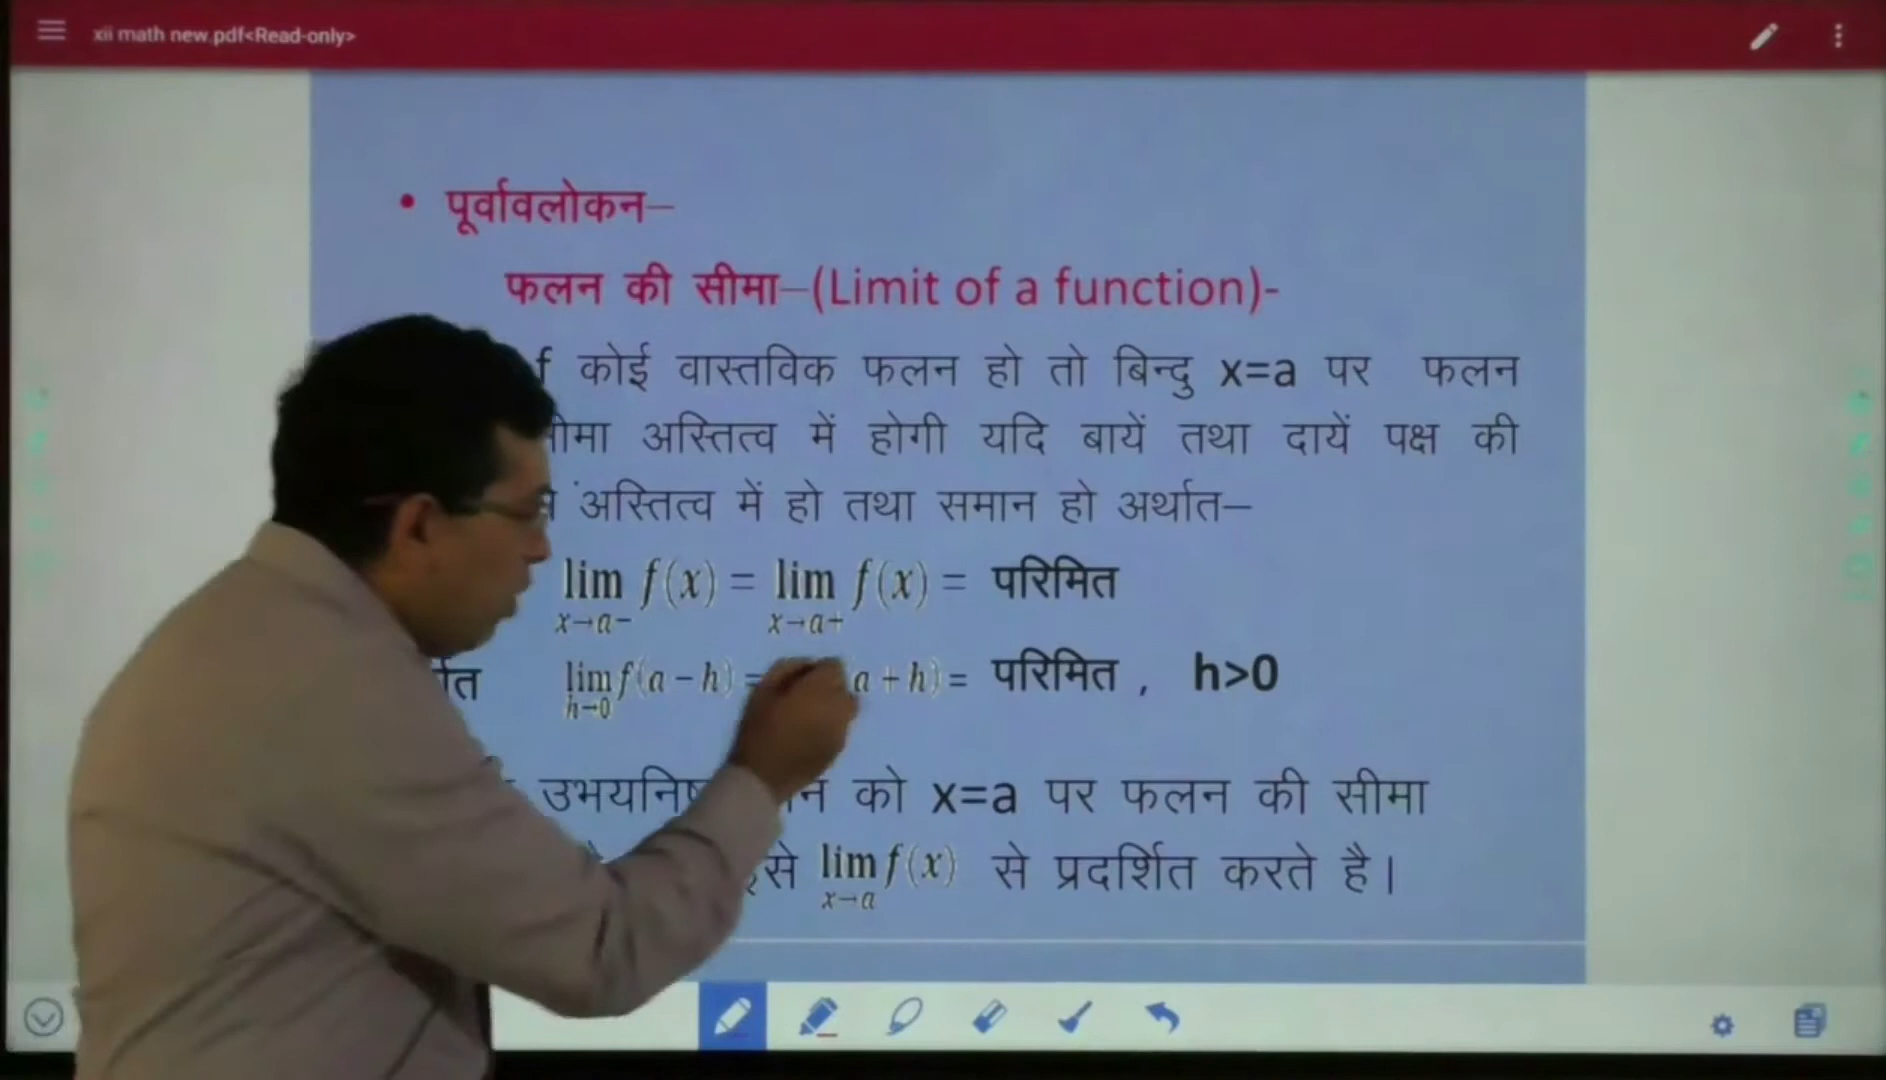 xii math new.pdf<Read-only>
• पूर्वावलोकन–
फलन की सीमा–(Limit of a function)-
f कोई वास्तविक फलन हो तो बिन्दु x=a पर फलन
अस्तित्व में होगी यदि बायें तथा दायें पक्ष की
अस्तित्व में हो तथा समान हो अर्थात–
lim x→a− f(x) = lim x→a+ f(x) = परिमित
lim h→0 f(a − h) = (a + h) = परिमित , h>0
को x=a पर फलन की सीमा
lim x→a f(x) से प्रदर्शित करते है।